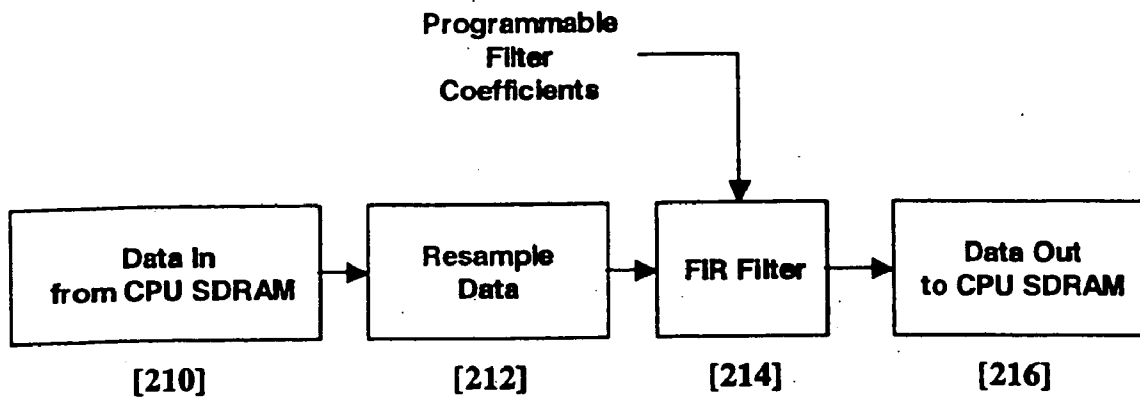 Programmable
Filter
Coefficients
Data In
from CPU SDRAM
Resample
Data
FIR Filter
Data Out
to CPU SDRAM
[210]
[212]
[214]
[216]